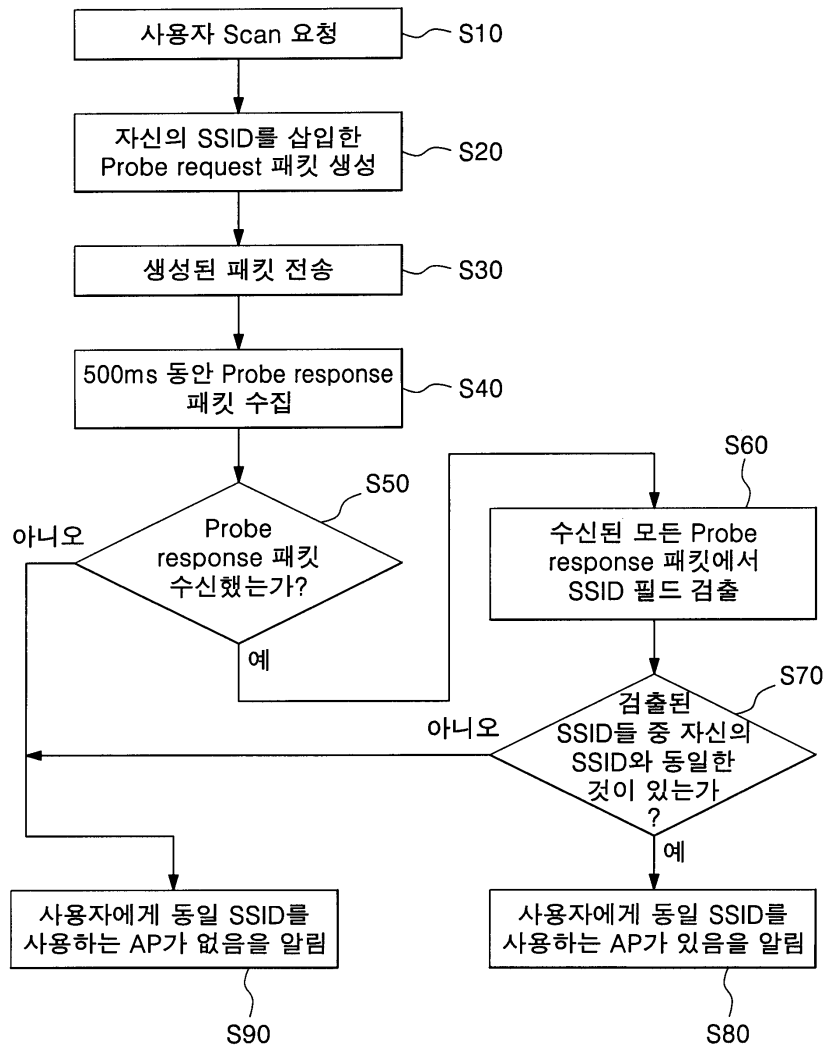 사용자 Scan 요청
S10
자신의 SSID를 삽입한
Probe request 패킷 생성
S20
생성된 패킷 전송
S30
500ms 동안 Probe response
패킷 수집
S40
S50
Probe
response 패킷
수신했는가?
아니오
예
S60
수신된 모든 Probe
response 패킷에서
SSID 필드 검출
S70
검출된
SSID들 중 자신의
SSID와 동일한
것이 있는가
?
아니오
예
사용자에게 동일 SSID를
사용하는 AP가 없음을 알림
S90
사용자에게 동일 SSID를
사용하는 AP가 있음을 알림
S80